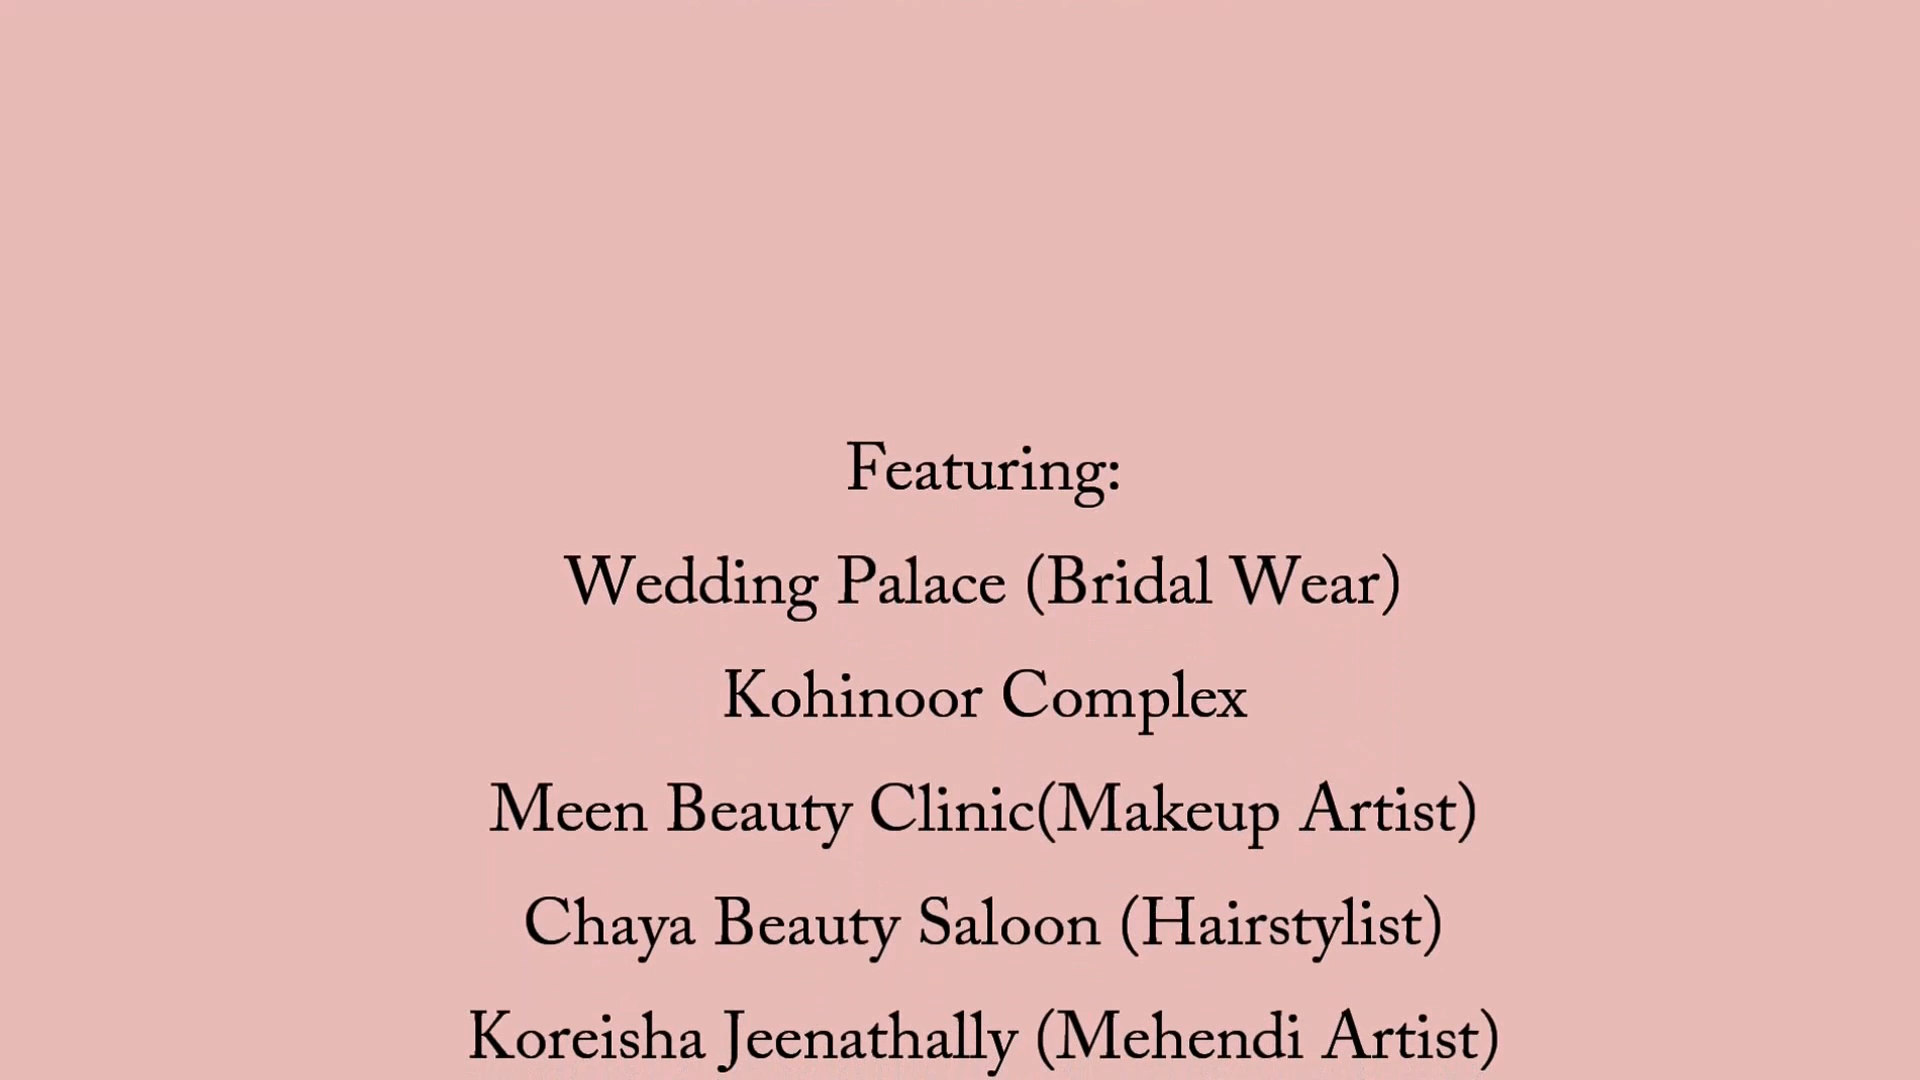 Featuring:
Wedding Palace (Bridal Wear)
Kohinoor Complex
Meen Beauty Clinic(Makeup Artist)
Chaya Beauty Saloon (Hairstylist)
Koreisha Jeenathally (Mehendi Artist)